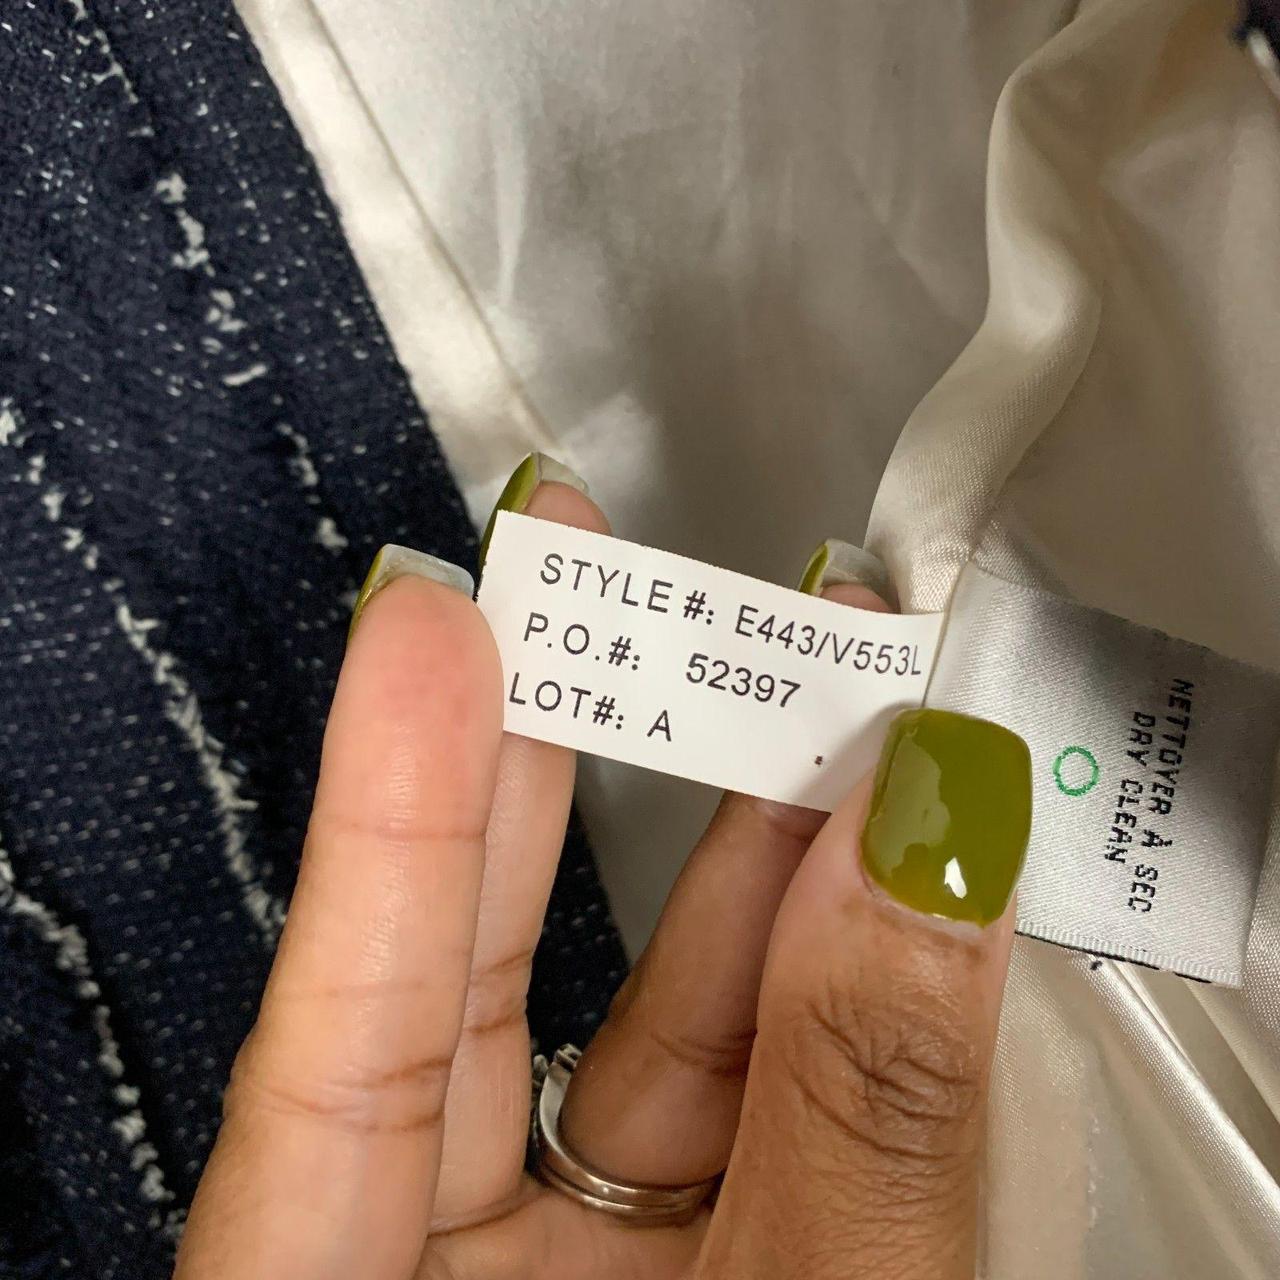 STYLE #: E443/V553L
P.O.#: 52397
LOT#: A
NETTOYER À SEC
DRY CLEAN